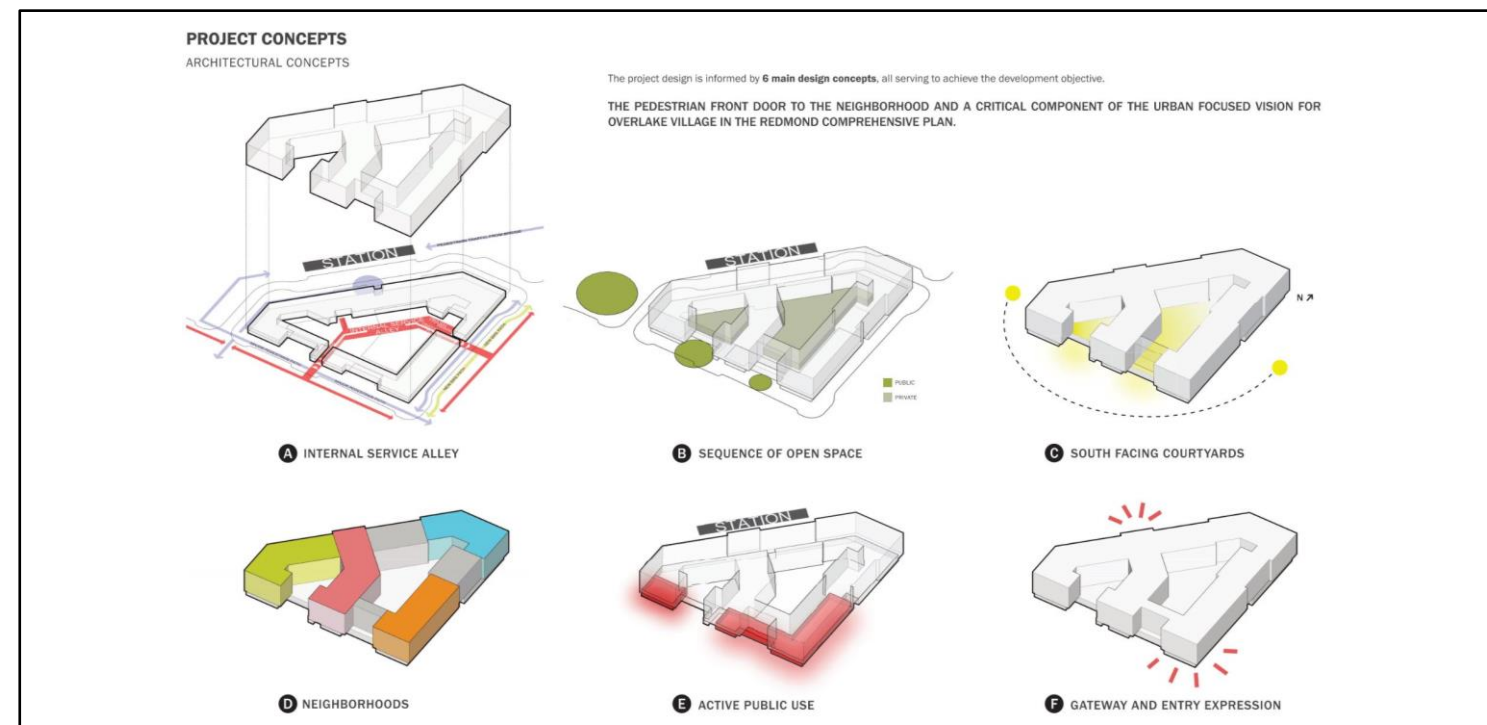 PROJECT CONCEPTS
ARCHITECTURAL CONCEPTS
The project design is informed by 6 main design concepts, all serving to achieve the development objective.
THE PEDESTRIAN FRONT DOOR TO THE NEIGHBORHOOD AND A CRITICAL COMPONENT OF THE URBAN FOCUSED VISION FOR
OVERLAKE VILLAGE IN THE REDMOND COMPREHENSIVE PLAN.
STATION
INTERNAL SERVICE
ALLEY
A INTERNAL SERVICE ALLEY
STATION
PUBLIC
PRIVATE
B SEQUENCE OF OPEN SPACE
N
C SOUTH FACING COURTYARDS
D NEIGHBORHOODS
STATION
E ACTIVE PUBLIC USE
F GATEWAY AND ENTRY EXPRESSION